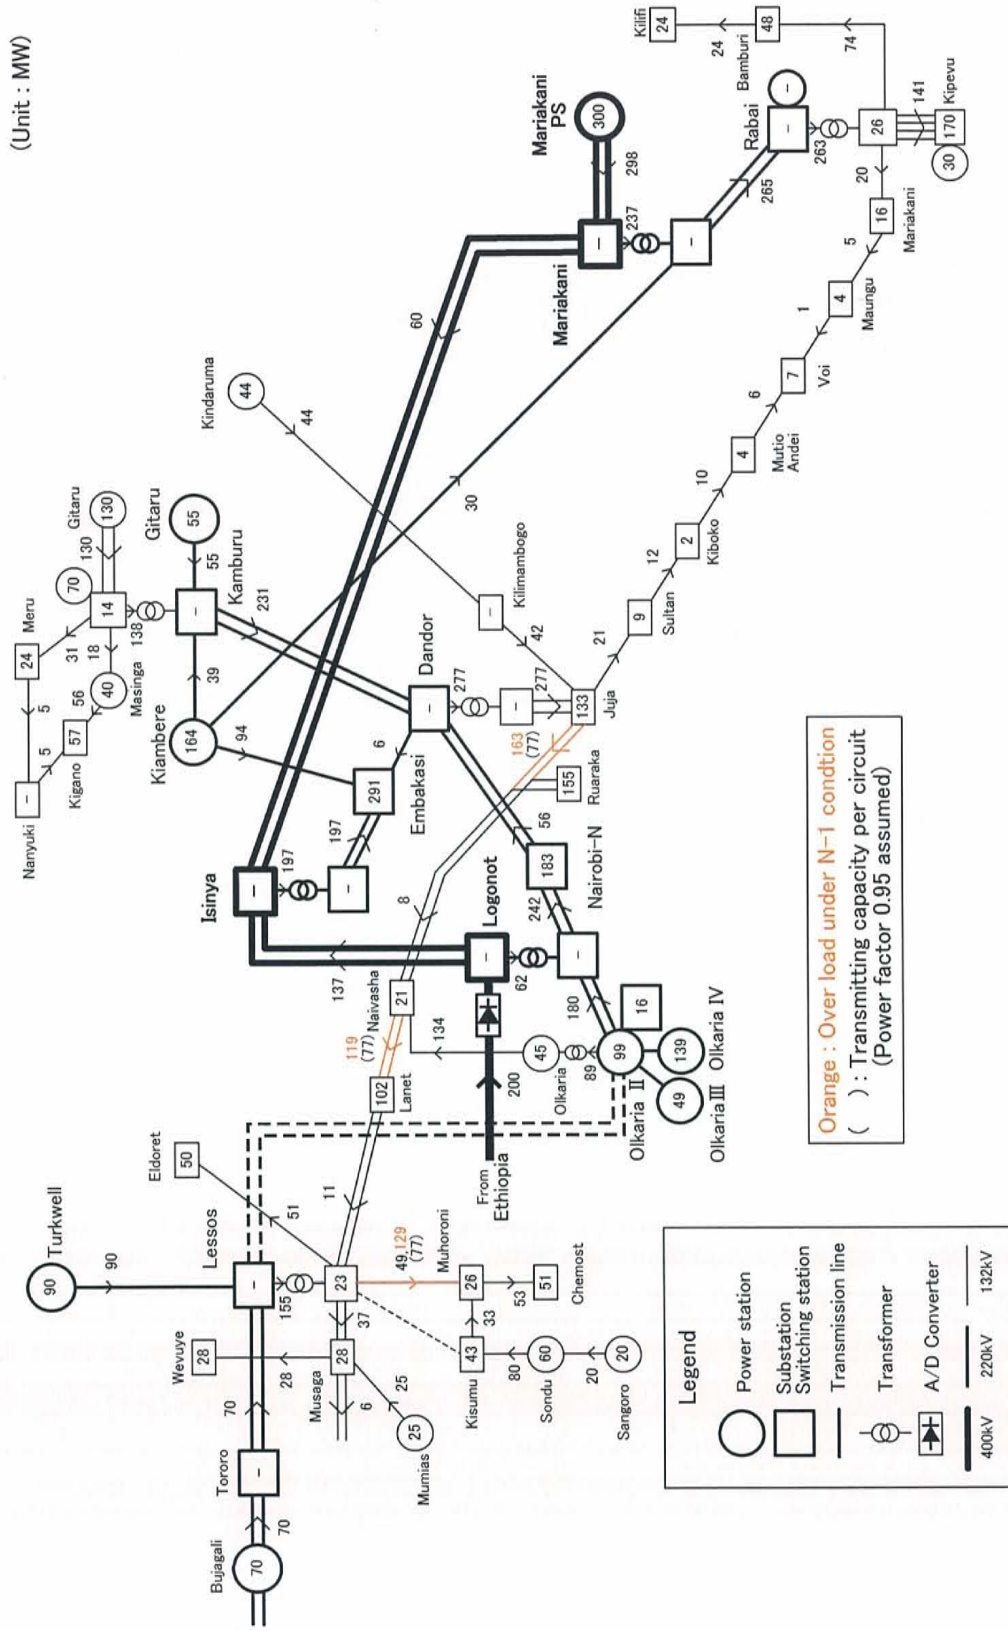 (Unit : MW)
Bujagali
70
70
Tororo
-
70
Turkwell
90
90
Lessos
-
155
Wevuye
28
28
Musaga
28
37
6
25
Mumias
25
23
Eldoret
50
51
11
49,129
(77)
Muhoroni
26
33
53
Chemost
51
Kisumu
43
80
Sondu
60
20
Sangoro
20
Lanet
102
119
(77)
Naivasha
21
8
134
Olkaria
45
89
From
Ethiopia
200
Olkaria II
99
16
Olkaria III
49
Olkaria IV
139
180
-
Logonot
-
62
137
242
Nairobi-N
183
56
Isinya
-
197
-
197
Embakasi
291
6
94
Dandor
-
277
-
277
Juja
133
163
(77)
Ruaraka
155
Kiambere
164
39
30
Kamburu
-
231
138
Gitaru
55
55
Gitaru
130
130
70
14
Meru
24
31
18
Masinga
40
56
Kigano
57
5
5
Nanyuki
-
Kindaruma
44
44
Kilimambogo
-
42
21
Sultan
9
12
Kiboko
2
10
Mutio
Andei
4
6
Voi
7
1
Maungu
4
5
Mariakani
16
20
60
Mariakani
-
237
-
Mariakani
PS
300
298
265
Rabai
-
-
263
26
141
Kipevu
170
30
74
Bamburi
48
24
Kilifi
24
Legend
Power station
Substation
Switching station
Transmission line
Transformer
A/D Converter
400kV
220kV
132kV
Orange : Over load under N-1 condtion
( ) : Transmitting capacity per circuit
(Power factor 0.95 assumed)